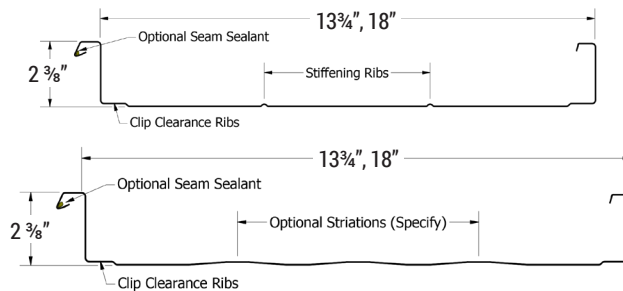 13¾”, 18”
Optional Seam Sealant
2 ⅜”
Stiffening Ribs
Clip Clearance Ribs
13¾”, 18”
Optional Seam Sealant
2 ⅜”
Optional Striations (Specify)
Clip Clearance Ribs